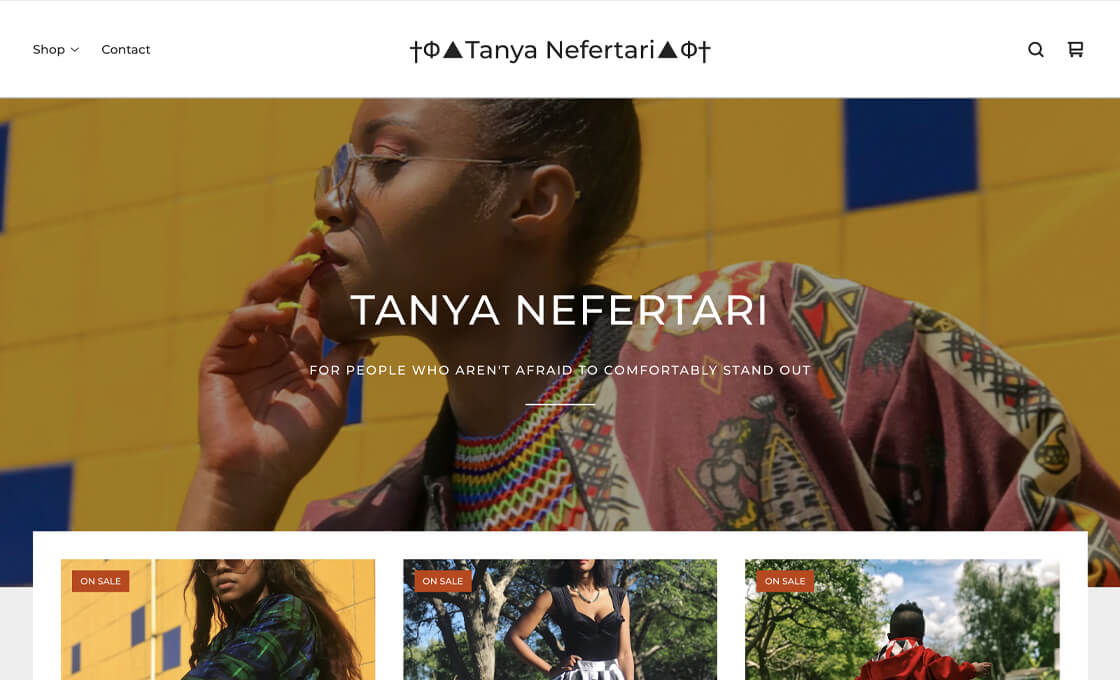 Shop
Contact
†Φ▲Tanya Nefertari▲Φ†
TANYA NEFERTARI
FOR PEOPLE WHO AREN'T AFRAID TO COMFORTABLY STAND OUT
ON SALE
ON SALE
ON SALE